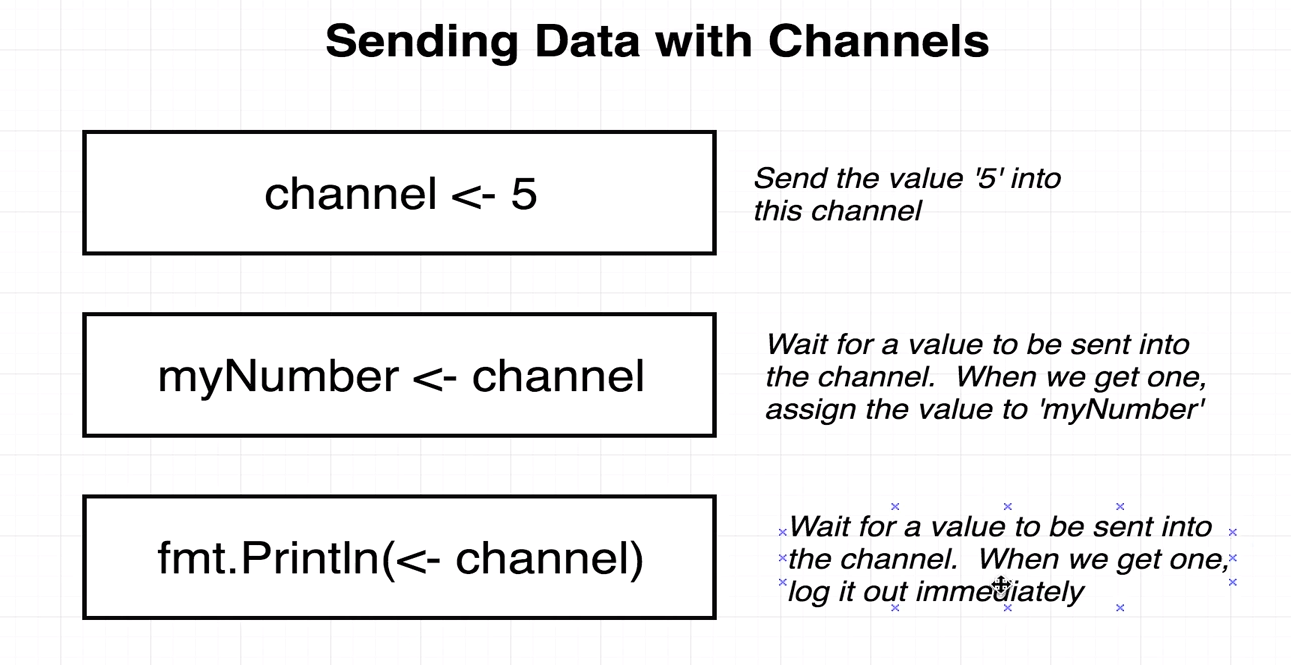 Sending Data with Channels
channel <- 5
Send the value '5' into
this channel
myNumber <- channel
Wait for a value to be sent into
the channel.  When we get one,
assign the value to 'myNumber'
fmt.Println(<- channel)
Wait for a value to be sent into
the channel.  When we get one,
log it out immediately